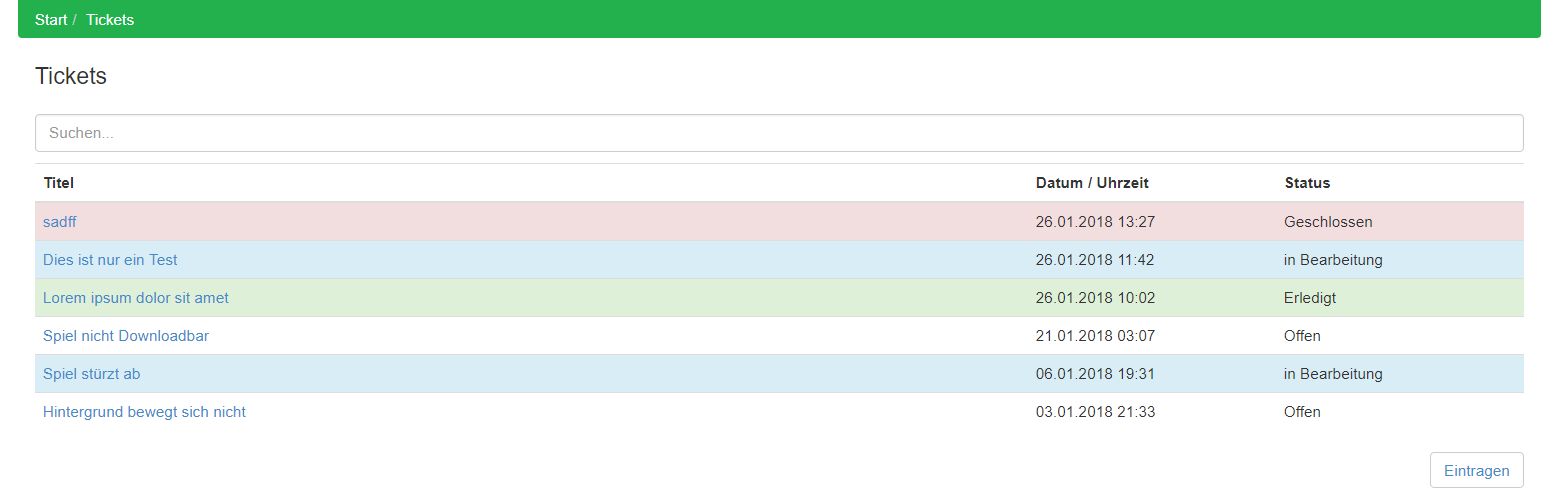 Start / Tickets
Tickets
Suchen...
Titel Datum / Uhrzeit Status
sadff 26.01.2018 13:27 Geschlossen
Dies ist nur ein Test 26.01.2018 11:42 in Bearbeitung
Lorem ipsum dolor sit amet 26.01.2018 10:02 Erledigt
Spiel nicht Downloadbar 21.01.2018 03:07 Offen
Spiel stürzt ab 06.01.2018 19:31 in Bearbeitung
Hintergrund bewegt sich nicht 03.01.2018 21:33 Offen
Eintragen